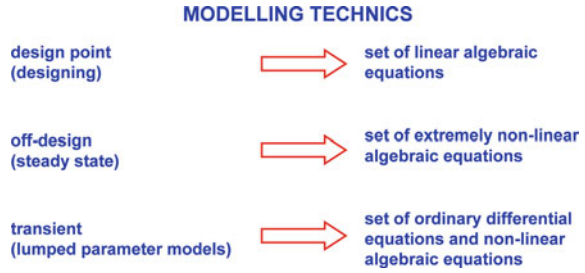 MODELLING TECHNICS
design point
(designing)
set of linear algebraic
equations
off-design
(steady state)
set of extremely non-linear
algebraic equations
transient
(lumped parameter models)
set of ordinary differential
equations and non-linear
algebraic equations